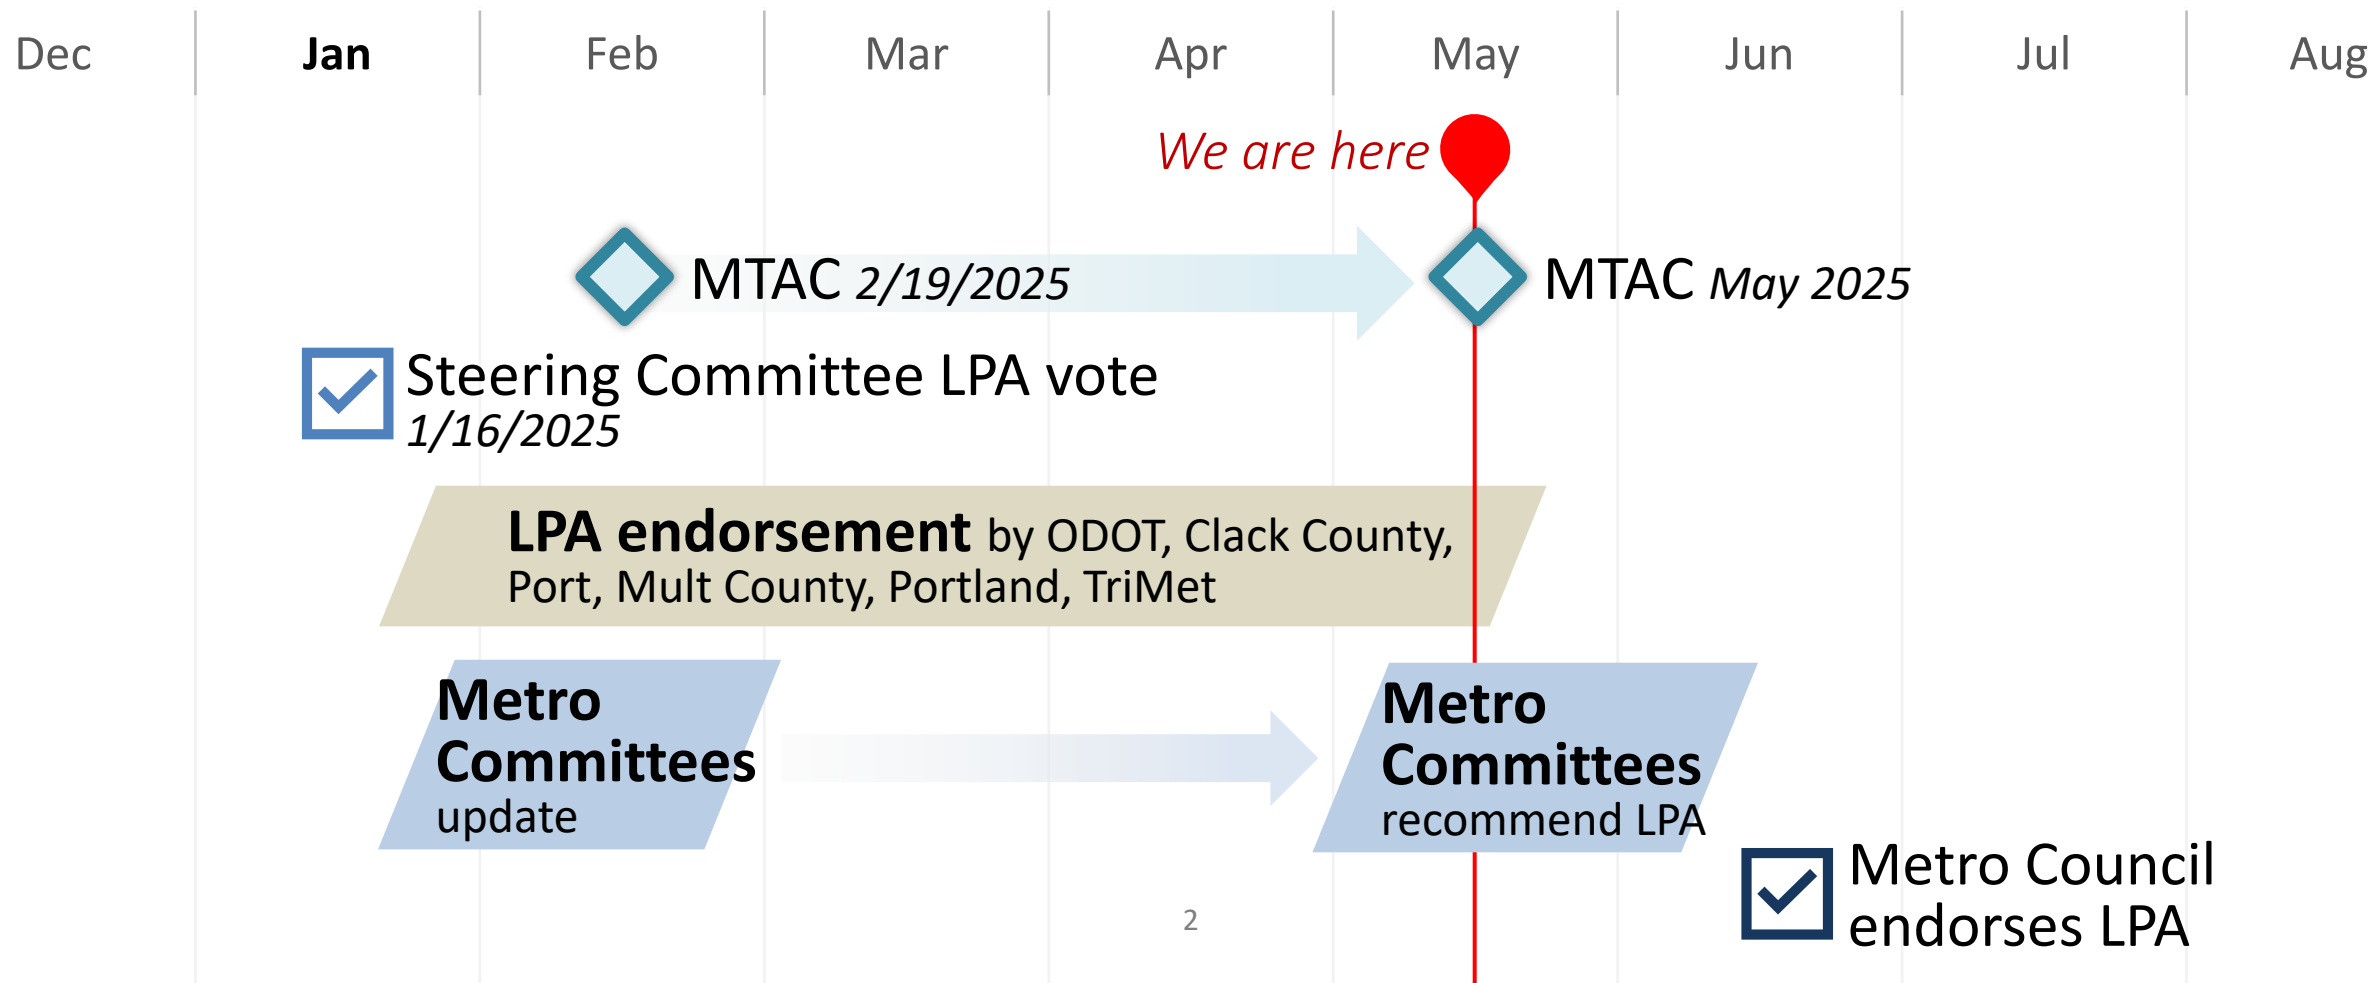 Dec Jan Feb Mar Apr May Jun Jul Aug
We are here
MTAC 2/19/2025
MTAC May 2025
Steering Committee LPA vote
1/16/2025
LPA endorsement by ODOT, Clack County,
Port, Mult County, Portland, TriMet
Metro
Committees
update
Metro
Committees
recommend LPA
Metro Council
endorses LPA
2